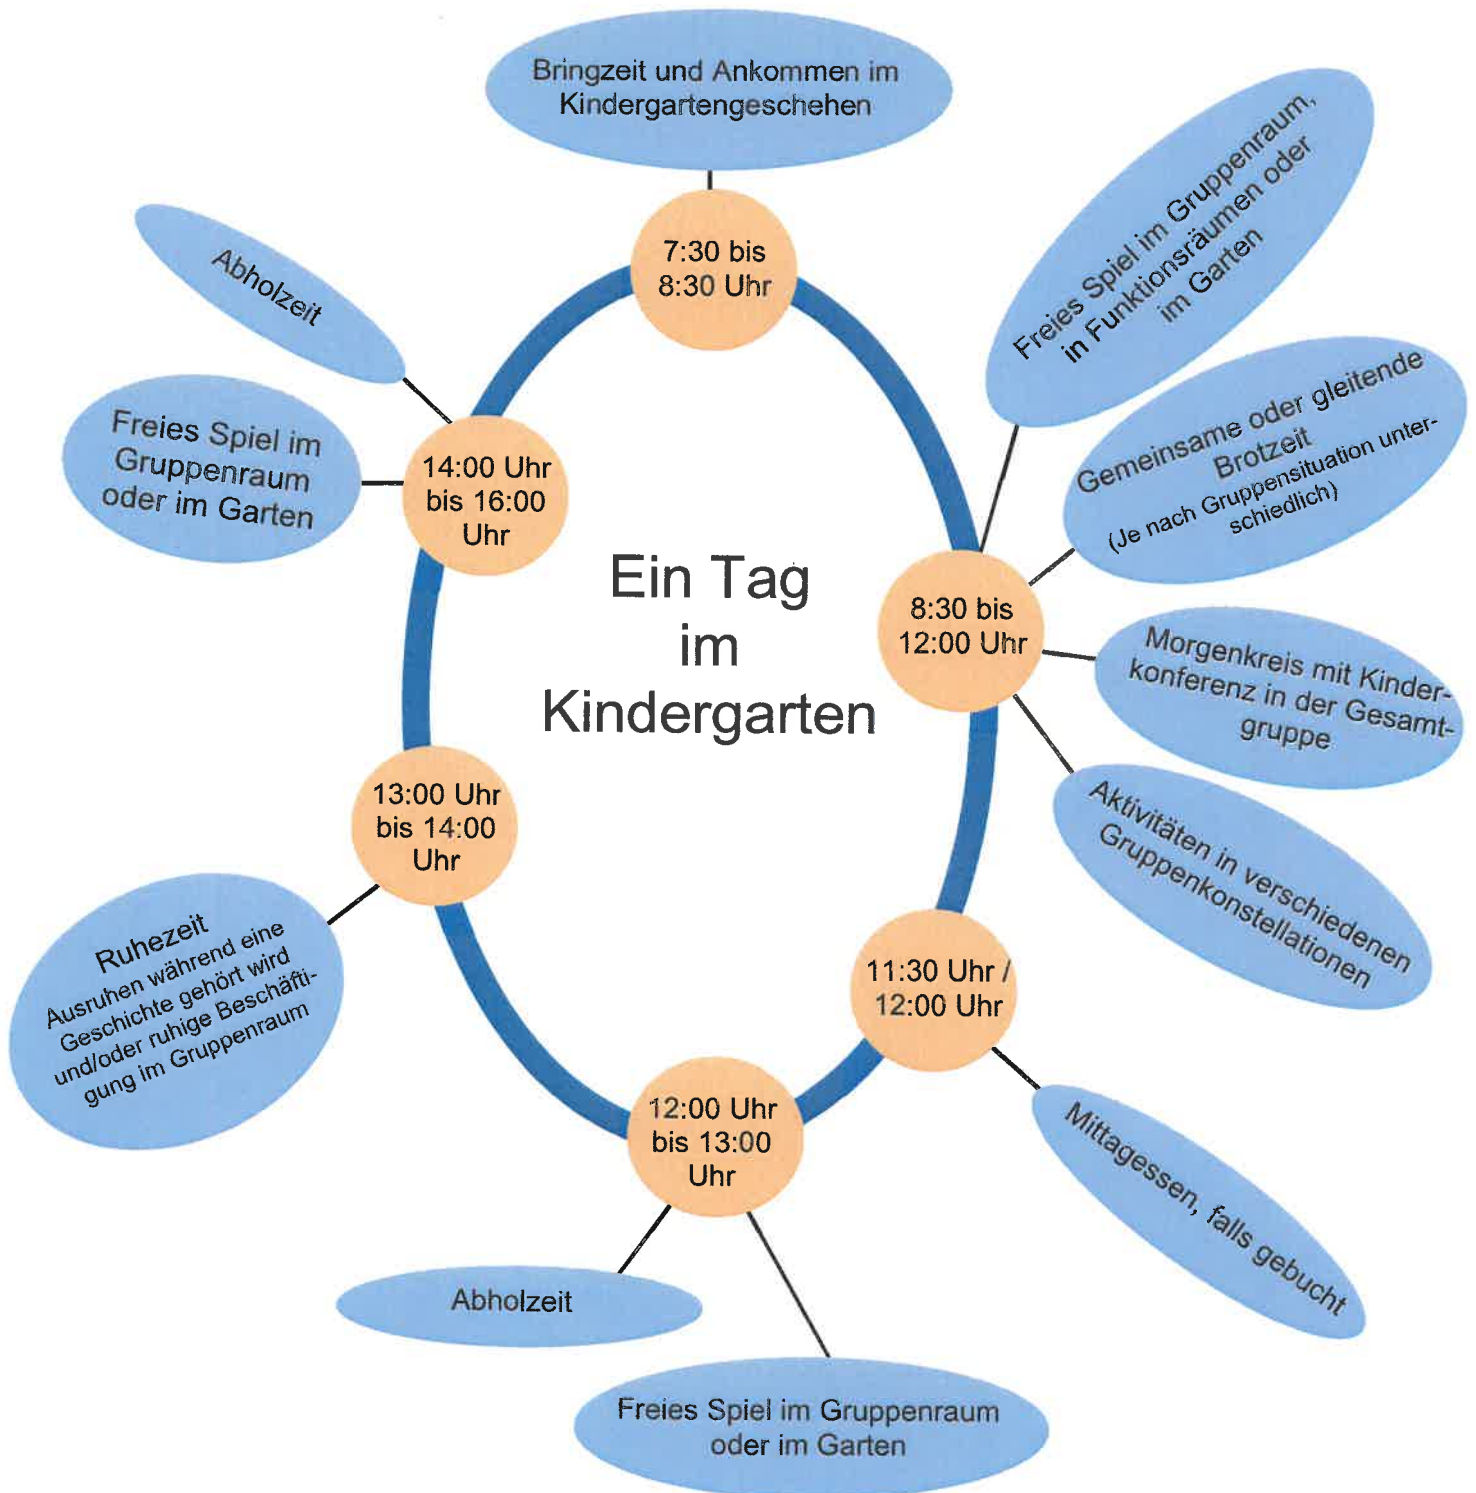 Bringzeit und Ankommen im
Kindergartengeschehen
7:30 bis
8:30 Uhr
Freies Spiel im Gruppenraum,
in Funktionsräumen oder
im Garten
Gemeinsame oder gleitende
Brotzeit
(Je nach Gruppensituation unter-
schiedlich)
8:30 bis
12:00 Uhr
Morgenkreis mit Kinder-
konferenz in der Gesamt-
gruppe
Aktivitäten in verschiedenen
Gruppenkonstellationen
11:30 Uhr /
12:00 Uhr
Mittagessen, falls gebucht
12:00 Uhr
bis 13:00
Uhr
Abholzeit
Freies Spiel im Gruppenraum
oder im Garten
13:00 Uhr
bis 14:00
Uhr
Ruhezeit
Ausruhen während eine
Geschichte gehört wird
und/oder ruhige Beschäfti-
gung im Gruppenraum
14:00 Uhr
bis 16:00
Uhr
Freies Spiel im
Gruppenraum
oder im Garten
Abholzeit
Ein Tag
im
Kindergarten